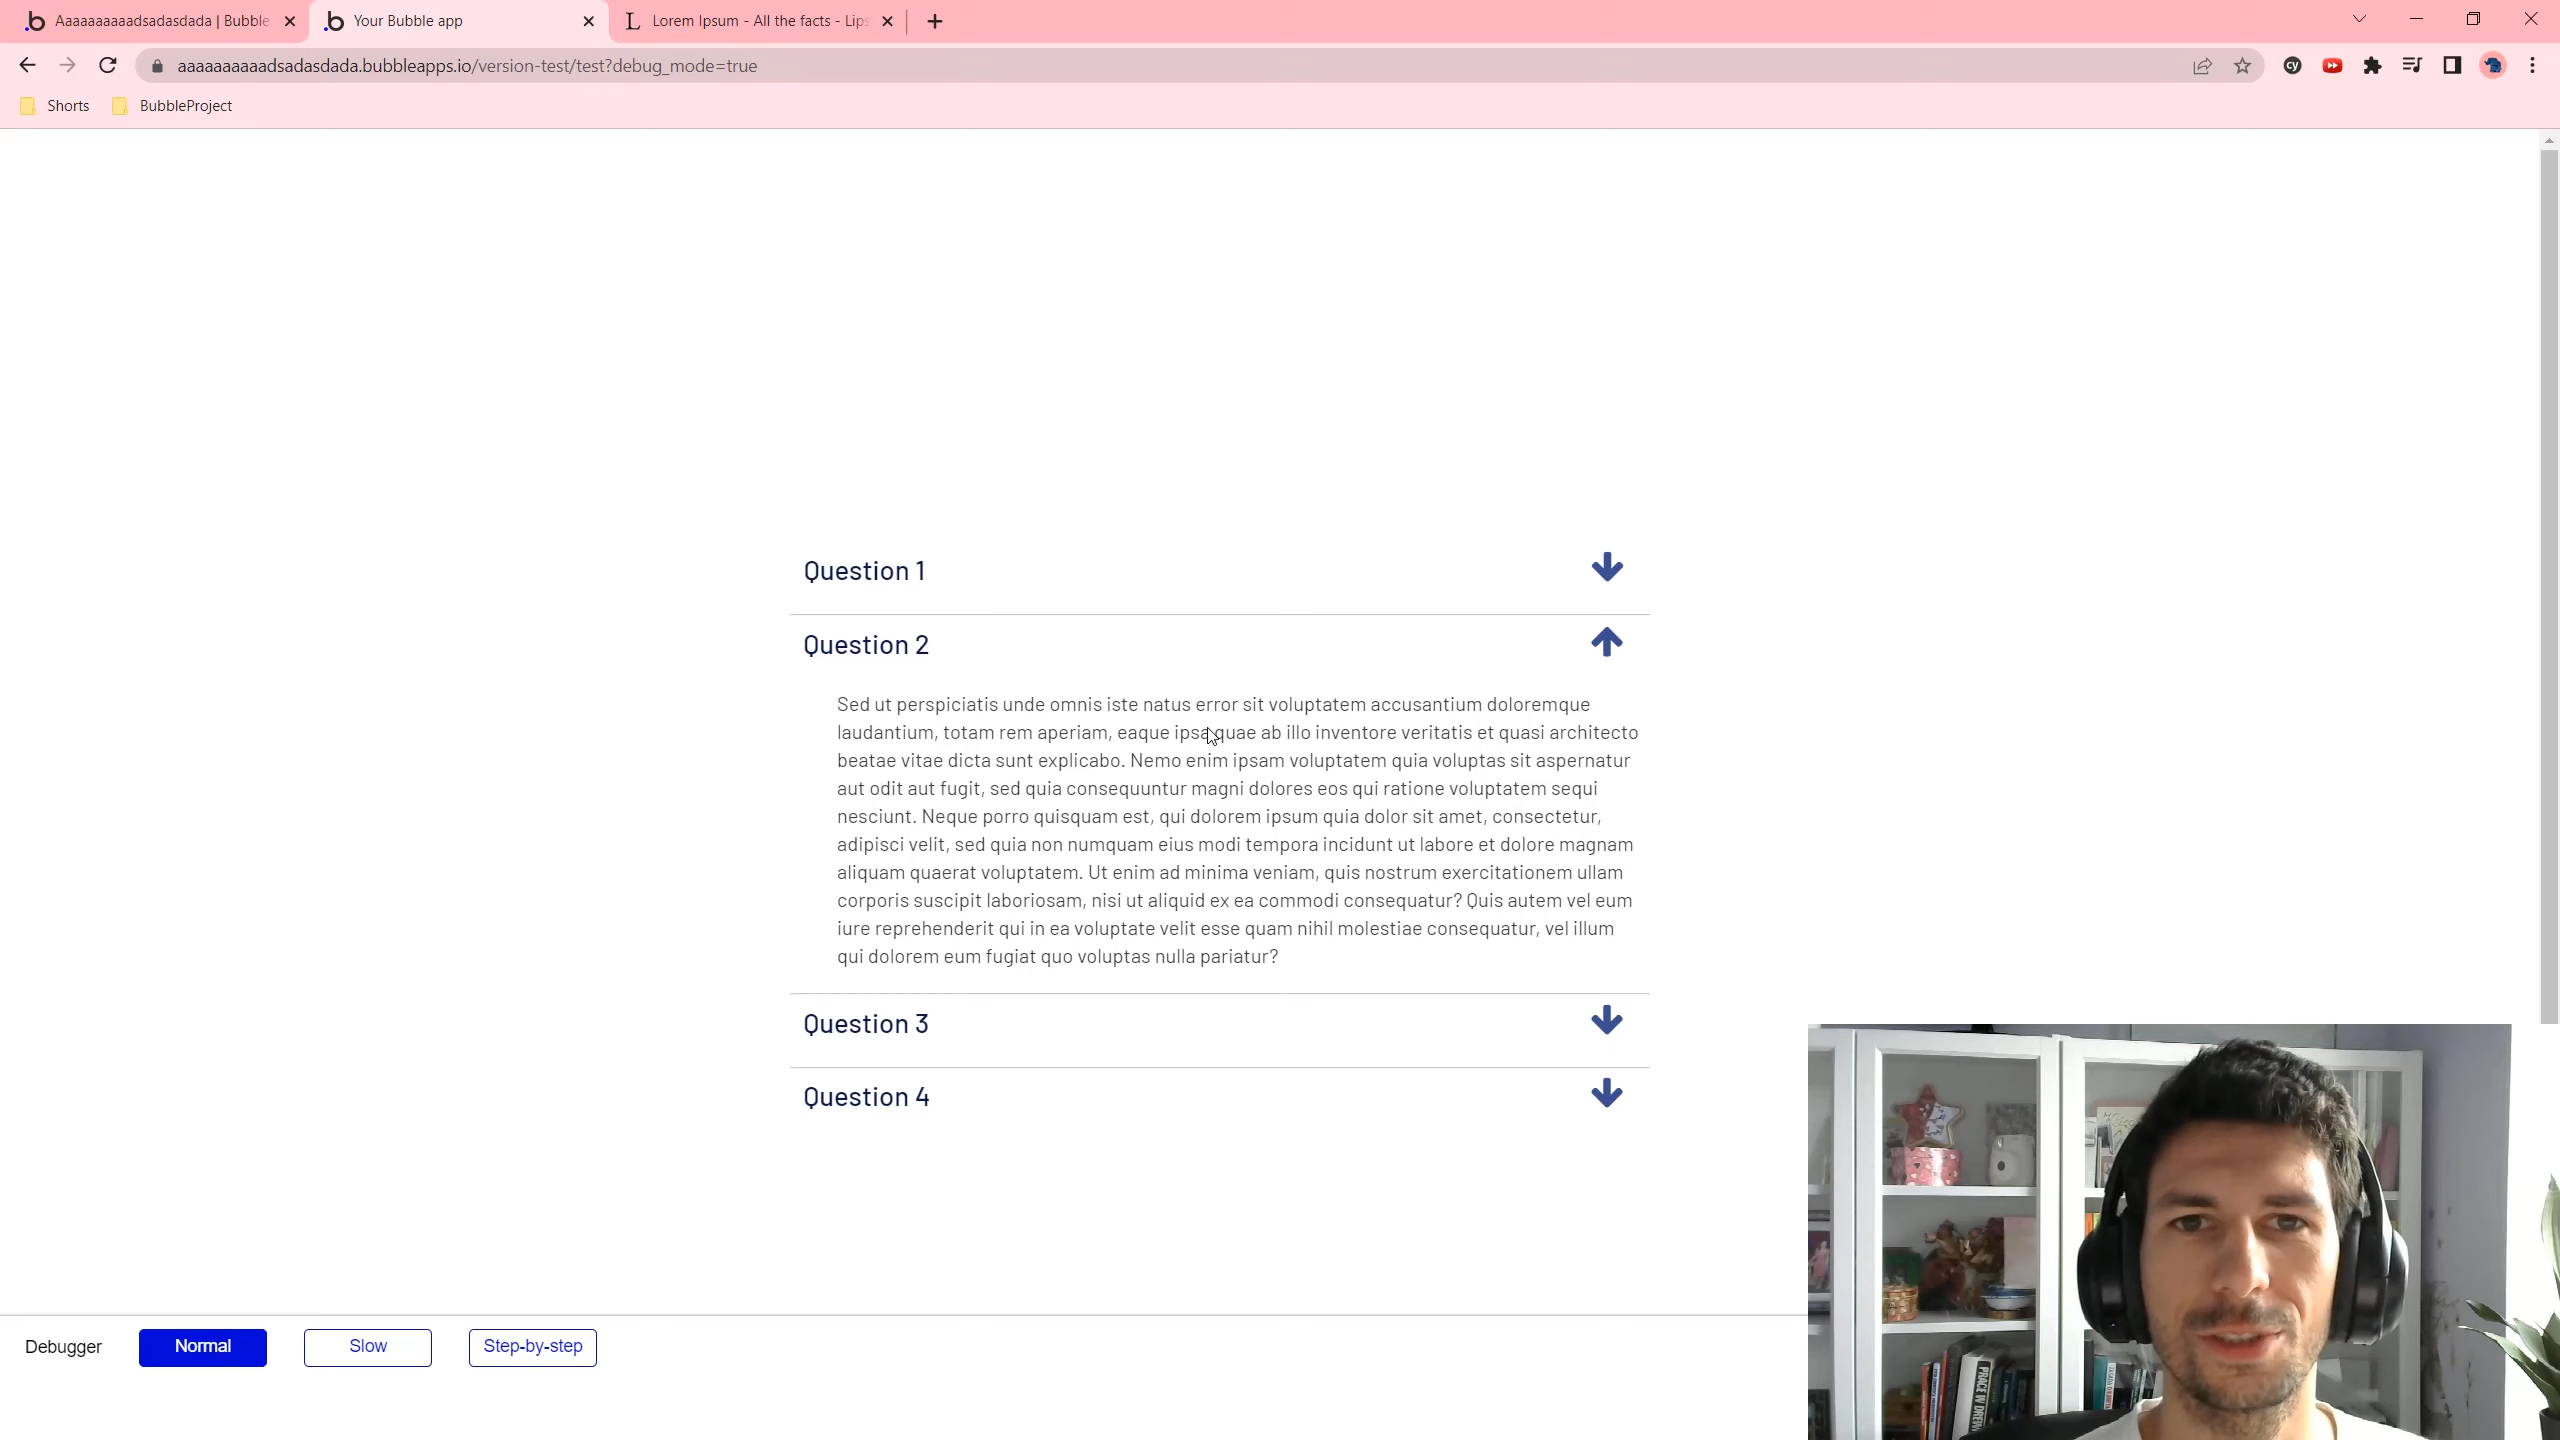 Aaaaaaaaaadsadasdada | Bubble
Your Bubble app
Lorem Ipsum - All the facts - Lips
aaaaaaaaaadsadasdada.bubbleapps.io/version-test/test?debug_mode=true
Shorts
BubbleProject
Question 1
Question 2
Sed ut perspiciatis unde omnis iste natus error sit voluptatem accusantium doloremque
laudantium, totam rem aperiam, eaque ipsa quae ab illo inventore veritatis et quasi architecto
beatae vitae dicta sunt explicabo. Nemo enim ipsam voluptatem quia voluptas sit aspernatur
aut odit aut fugit, sed quia consequuntur magni dolores eos qui ratione voluptatem sequi
nesciunt. Neque porro quisquam est, qui dolorem ipsum quia dolor sit amet, consectetur,
adipisci velit, sed quia non numquam eius modi tempora incidunt ut labore et dolore magnam
aliquam quaerat voluptatem. Ut enim ad minima veniam, quis nostrum exercitationem ullam
corporis suscipit laboriosam, nisi ut aliquid ex ea commodi consequatur? Quis autem vel eum
iure reprehenderit qui in ea voluptate velit esse quam nihil molestiae consequatur, vel illum
qui dolorem eum fugiat quo voluptas nulla pariatur?
Question 3
Question 4
Debugger
Normal
Slow
Step-by-step